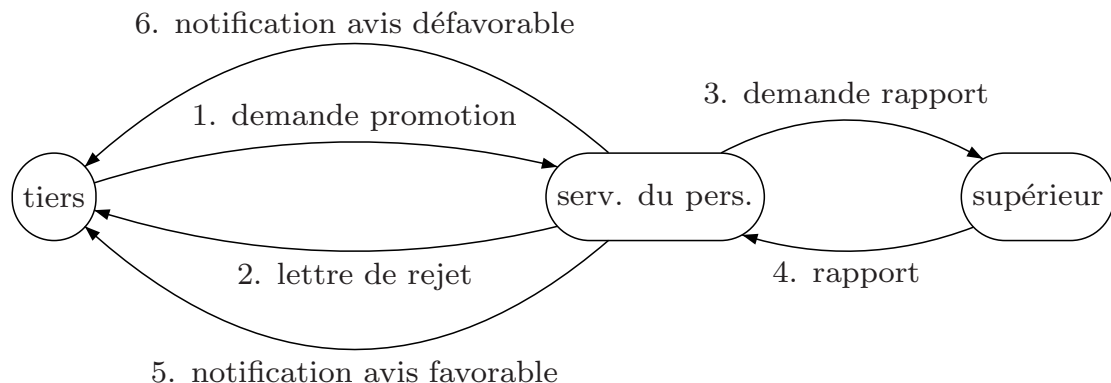 6. notification avis défavorable
1. demande promotion
3. demande rapport
tiers
serv. du pers.
supérieur
2. lettre de rejet
4. rapport
5. notification avis favorable